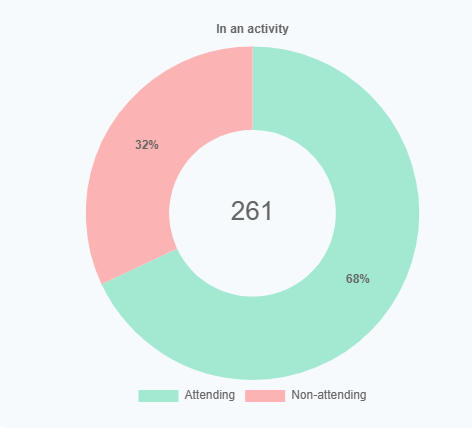 In an activity
32%
261
68%
Attending
Non-attending